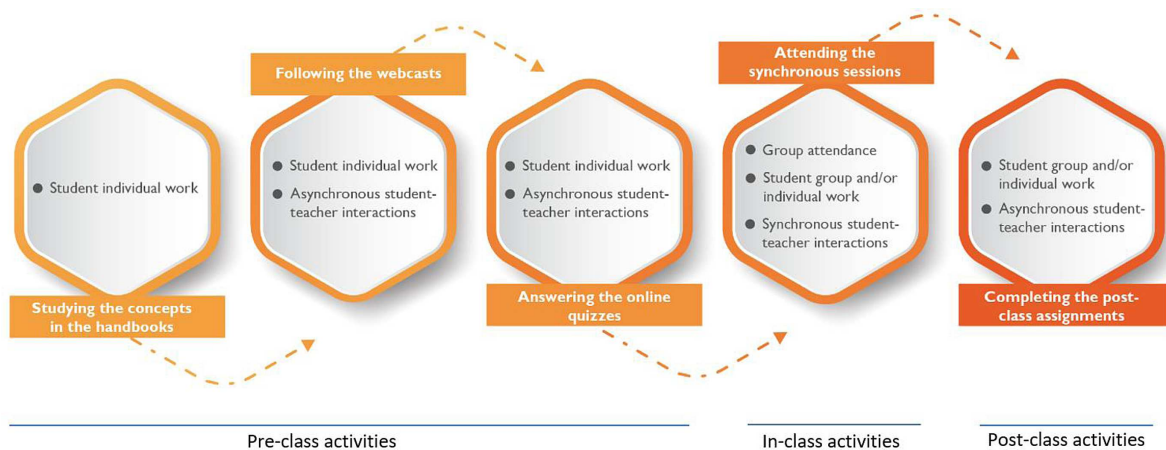 Studying the concepts
in the handbooks
● Student individual work
Following the webcasts
● Student individual work
● Asynchronous student-
teacher interactions
Answering the online
quizzes
● Student individual work
● Asynchronous student-
teacher interactions
Attending the
synchronous sessions
● Group attendance
● Student group and/or
individual work
● Synchronous student-
teacher interactions
Completing the post-
class assignments
● Student group and/or
individual work
● Asynchronous student-
teacher interactions
Pre-class activities
In-class activities
Post-class activities